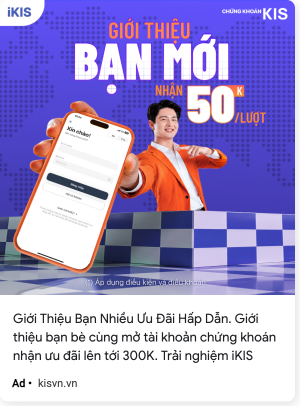 iKIS
CHỨNG KHOÁN KIS
GIỚI THIỆU
BẠN MỚI
NHẬN 50K
/LƯỢT
Xin chào!
(*) Áp dụng điều kiện và điều khoản
Giới Thiệu Bạn Nhiều Ưu Đãi Hấp Dẫn. Giới
thiệu bạn bè cùng mở tài khoản chứng khoán
nhận ưu đãi lên tới 300K. Trải nghiệm iKIS
Ad • kisvn.vn